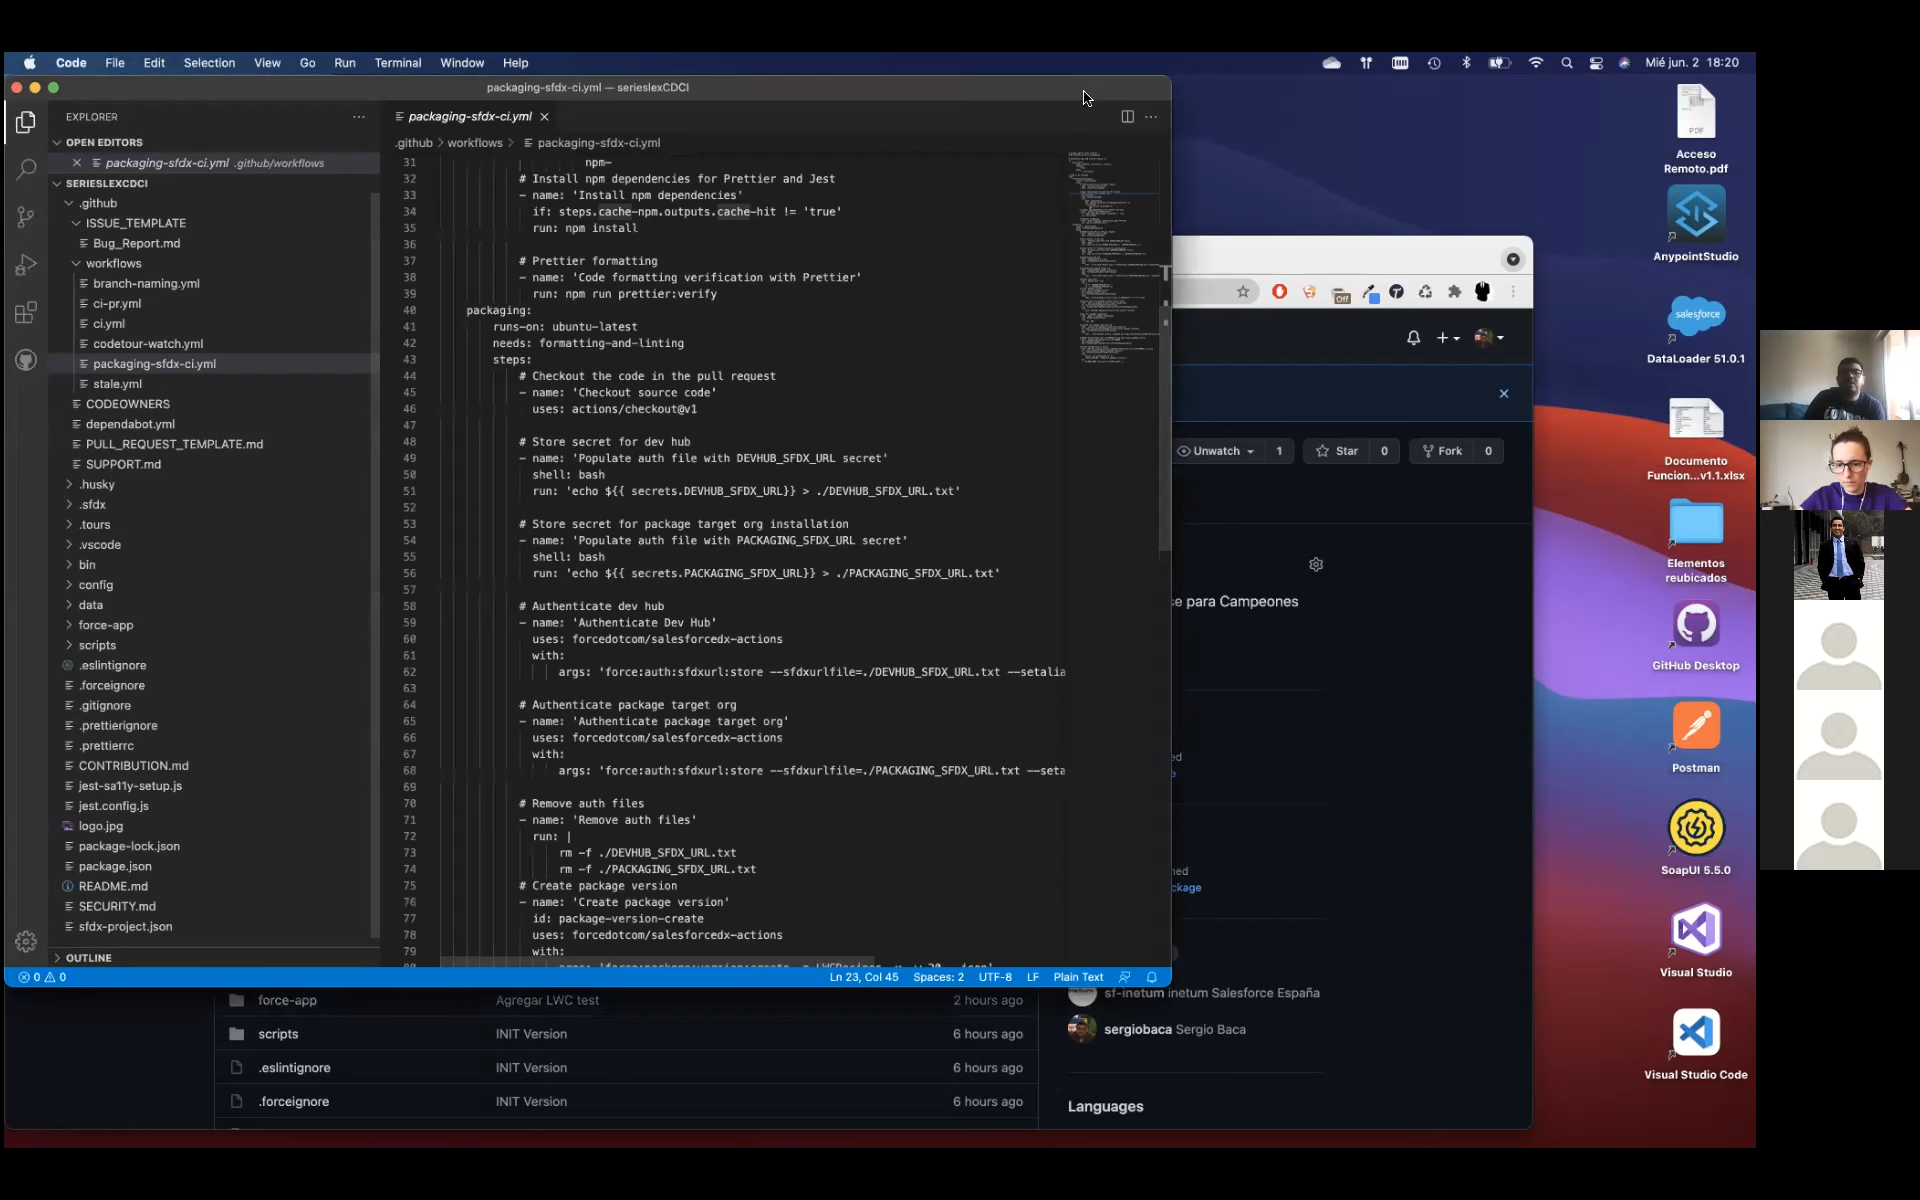 Code File Edit Selection View Go Run Terminal Window Help
Mié jun. 2 18:20
packaging-sfdx-ci.yml — serieslexCDCI
EXPLORER
OPEN EDITORS
packaging-sfdx-ci.yml .github/workflows
SERIESLEXCDCI
.github
ISSUE_TEMPLATE
Bug_Report.md
workflows
branch-naming.yml
ci-pr.yml
ci.yml
codetour-watch.yml
packaging-sfdx-ci.yml
stale.yml
CODEOWNERS
dependabot.yml
PULL_REQUEST_TEMPLATE.md
SUPPORT.md
.husky
.sfdx
.tours
.vscode
bin
config
data
force-app
scripts
.eslintignore
.forceignore
.gitignore
.prettierignore
.prettierrc
CONTRIBUTION.md
jest-sa11y-setup.js
jest.config.js
logo.jpg
package-lock.json
package.json
README.md
SECURITY.md
sfdx-project.json
OUTLINE
packaging-sfdx-ci.yml
.github > workflows > packaging-sfdx-ci.yml
31 npm-
32 # Install npm dependencies for Prettier and Jest
33 - name: 'Install npm dependencies'
34 if: steps.cache-npm.outputs.cache-hit != 'true'
35 run: npm install
36
37 # Prettier formatting
38 - name: 'Code formatting verification with Prettier'
39 run: npm run prettier:verify
40 packaging:
41 runs-on: ubuntu-latest
42 needs: formatting-and-linting
43 steps:
44 # Checkout the code in the pull request
45 - name: 'Checkout source code'
46 uses: actions/checkout@v1
47
48 # Store secret for dev hub
49 - name: 'Populate auth file with DEVHUB_SFDX_URL secret'
50 shell: bash
51 run: 'echo ${{ secrets.DEVHUB_SFDX_URL}} > ./DEVHUB_SFDX_URL.txt'
52
53 # Store secret for package target org installation
54 - name: 'Populate auth file with PACKAGING_SFDX_URL secret'
55 shell: bash
56 run: 'echo ${{ secrets.PACKAGING_SFDX_URL}} > ./PACKAGING_SFDX_URL.txt'
57
58 # Authenticate dev hub
59 - name: 'Authenticate Dev Hub'
60 uses: forcedotcom/salesforcedx-actions
61 with:
62 args: 'force:auth:sfdxurl:store --sfdxurlfile=./DEVHUB_SFDX_URL.txt --setalia
63
64 # Authenticate package target org
65 - name: 'Authenticate package target org'
66 uses: forcedotcom/salesforcedx-actions
67 with:
68 args: 'force:auth:sfdxurl:store --sfdxurlfile=./PACKAGING_SFDX_URL.txt --seta
69
70 # Remove auth files
71 - name: 'Remove auth files'
72 run: |
73 rm -f ./DEVHUB_SFDX_URL.txt
74 rm -f ./PACKAGING_SFDX_URL.txt
75 # Create package version
76 - name: 'Create package version'
77 id: package-version-create
78 uses: forcedotcom/salesforcedx-actions
79 with:
0 0
Ln 23, Col 45 Spaces: 2 UTF-8 LF Plain Text
Off
Unwatch 1 Star 0 Fork 0
se para Campeones
ed
ed
ckage
force-app Agregar LWC test 2 hours ago
scripts INIT Version 6 hours ago
.eslintignore INIT Version 6 hours ago
.forceignore INIT Version 6 hours ago
sf-inetum inetum Salesforce España
sergiobaca Sergio Baca
Languages
PDF
Acceso
Remoto.pdf
AnypointStudio
salesforce
DataLoader 51.0.1
Documento
Funcion...v1.1.xlsx
Elementos
reubicados
GitHub Desktop
Postman
SoapUI 5.5.0
Visual Studio
Visual Studio Code